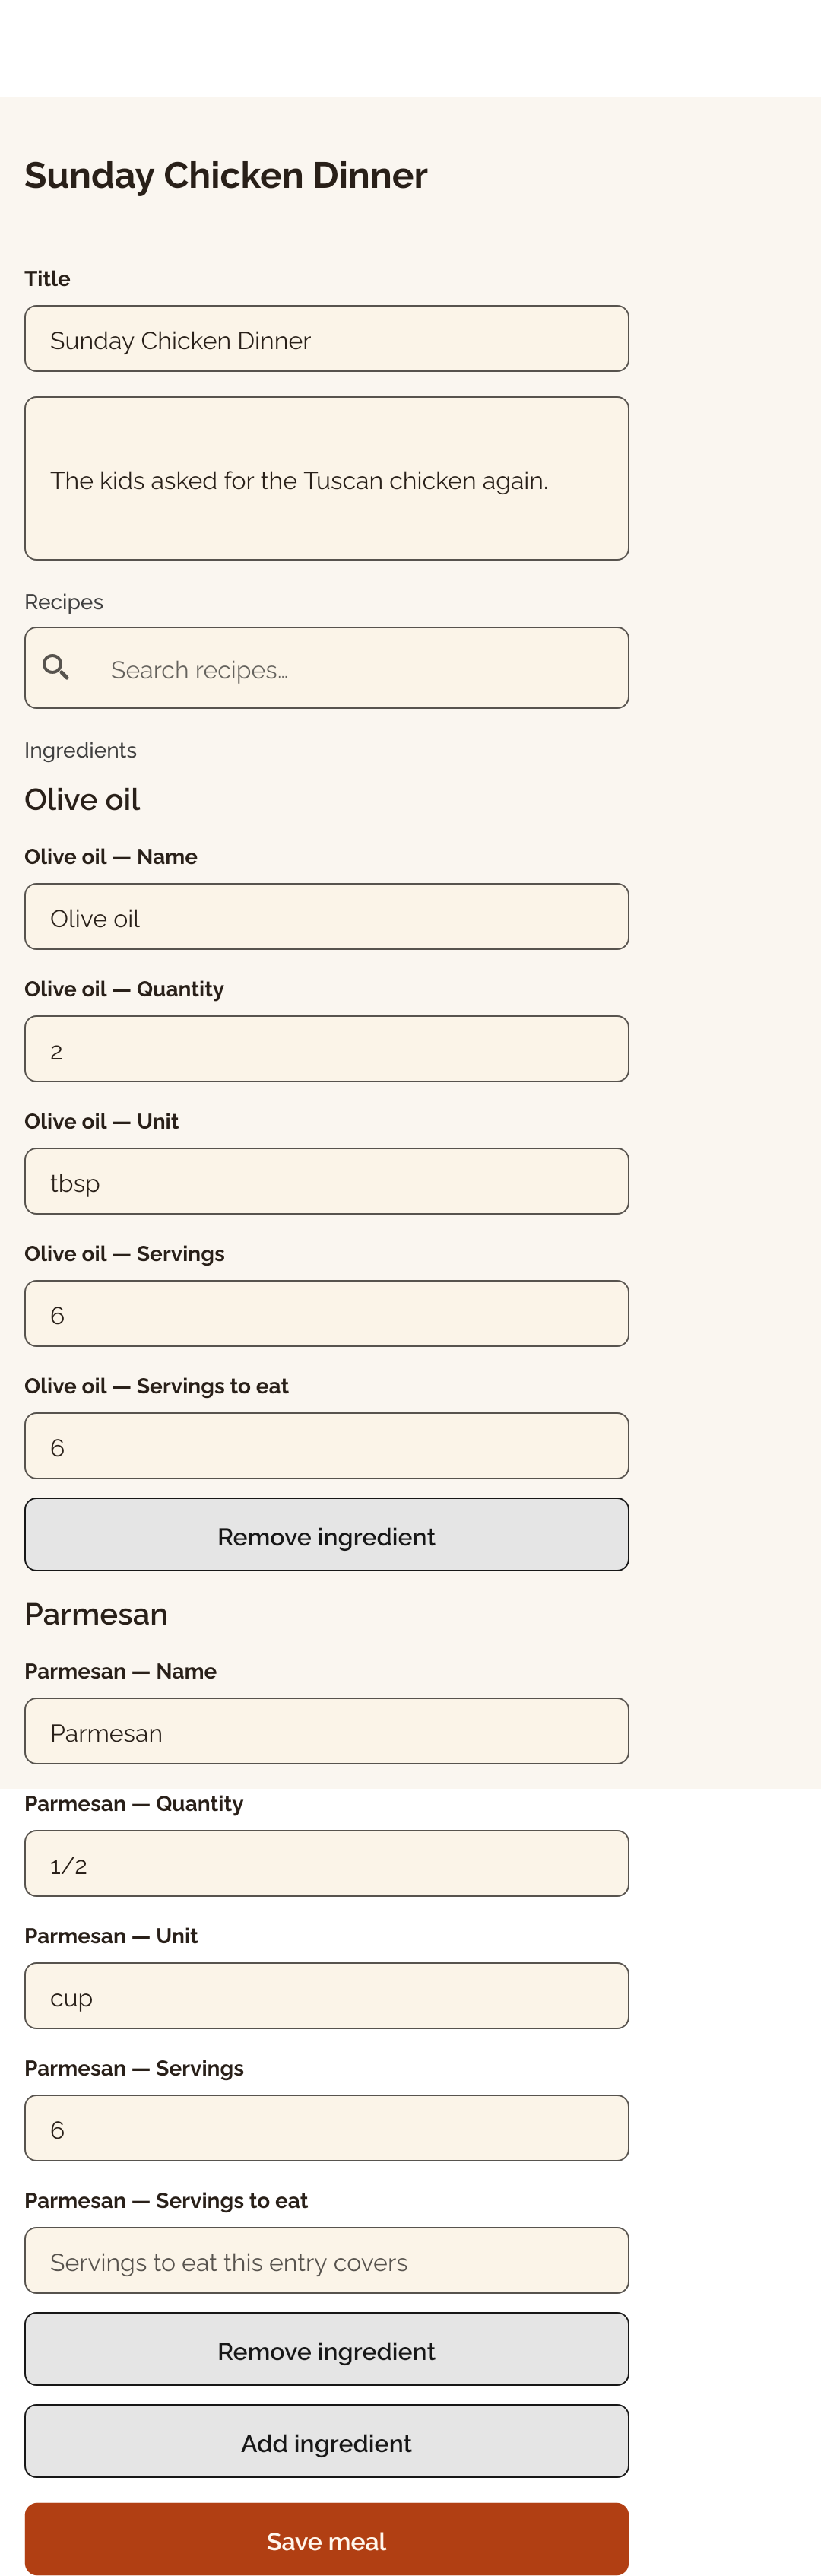 Sunday Chicken Dinner
Title
Sunday Chicken Dinner
The kids asked for the Tuscan chicken again.
Recipes
Search recipes…
Ingredients
Olive oil
Olive oil — Name
Olive oil
Olive oil — Quantity
2
Olive oil — Unit
tbsp
Olive oil — Servings
6
Olive oil — Servings to eat
6
Remove ingredient
Parmesan
Parmesan — Name
Parmesan
Parmesan — Quantity
1/2
Parmesan — Unit
cup
Parmesan — Servings
6
Parmesan — Servings to eat
Servings to eat this entry covers
Remove ingredient
Add ingredient
Save meal